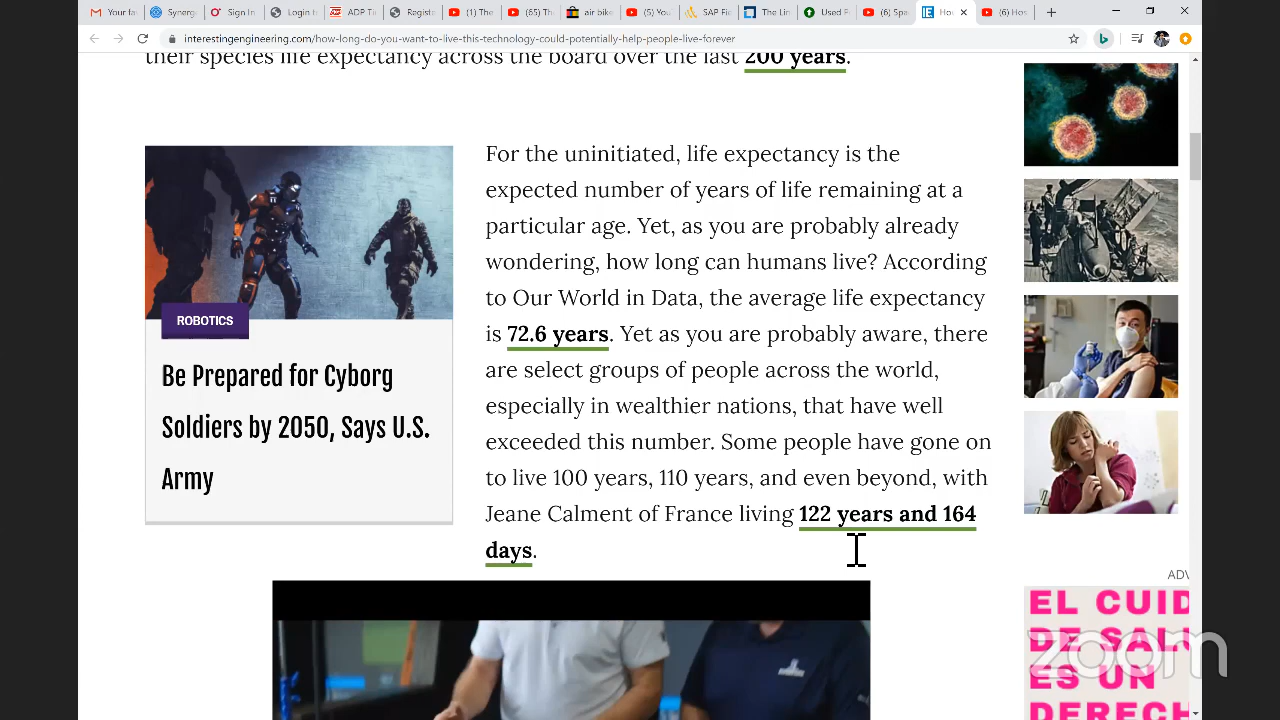 Your fa
Synerg
Sign In
Login t
ADP Ti
Registe
(1) The
(65) Th
air bike
(5) You
SAP Fi
The Lin
Used F
(6) Spe
Ho
(6) Hos
interestingengineering.com/how-long-do-you-want-to-live-this-technology-could-potentially-help-people-live-forever
their species life expectancy across the board over the last 200 years.
ROBOTICS
Be Prepared for Cyborg
Soldiers by 2050, Says U.S.
Army
For the uninitiated, life expectancy is the
expected number of years of life remaining at a
particular age. Yet, as you are probably already
wondering, how long can humans live? According
to Our World in Data, the average life expectancy
is 72.6 years. Yet as you are probably aware, there
are select groups of people across the world,
especially in wealthier nations, that have well
exceeded this number. Some people have gone on
to live 100 years, 110 years, and even beyond, with
Jeane Calment of France living 122 years and 164
days.
ADV
EL CUID
DE SALU
ES UN
DERECH
zoom